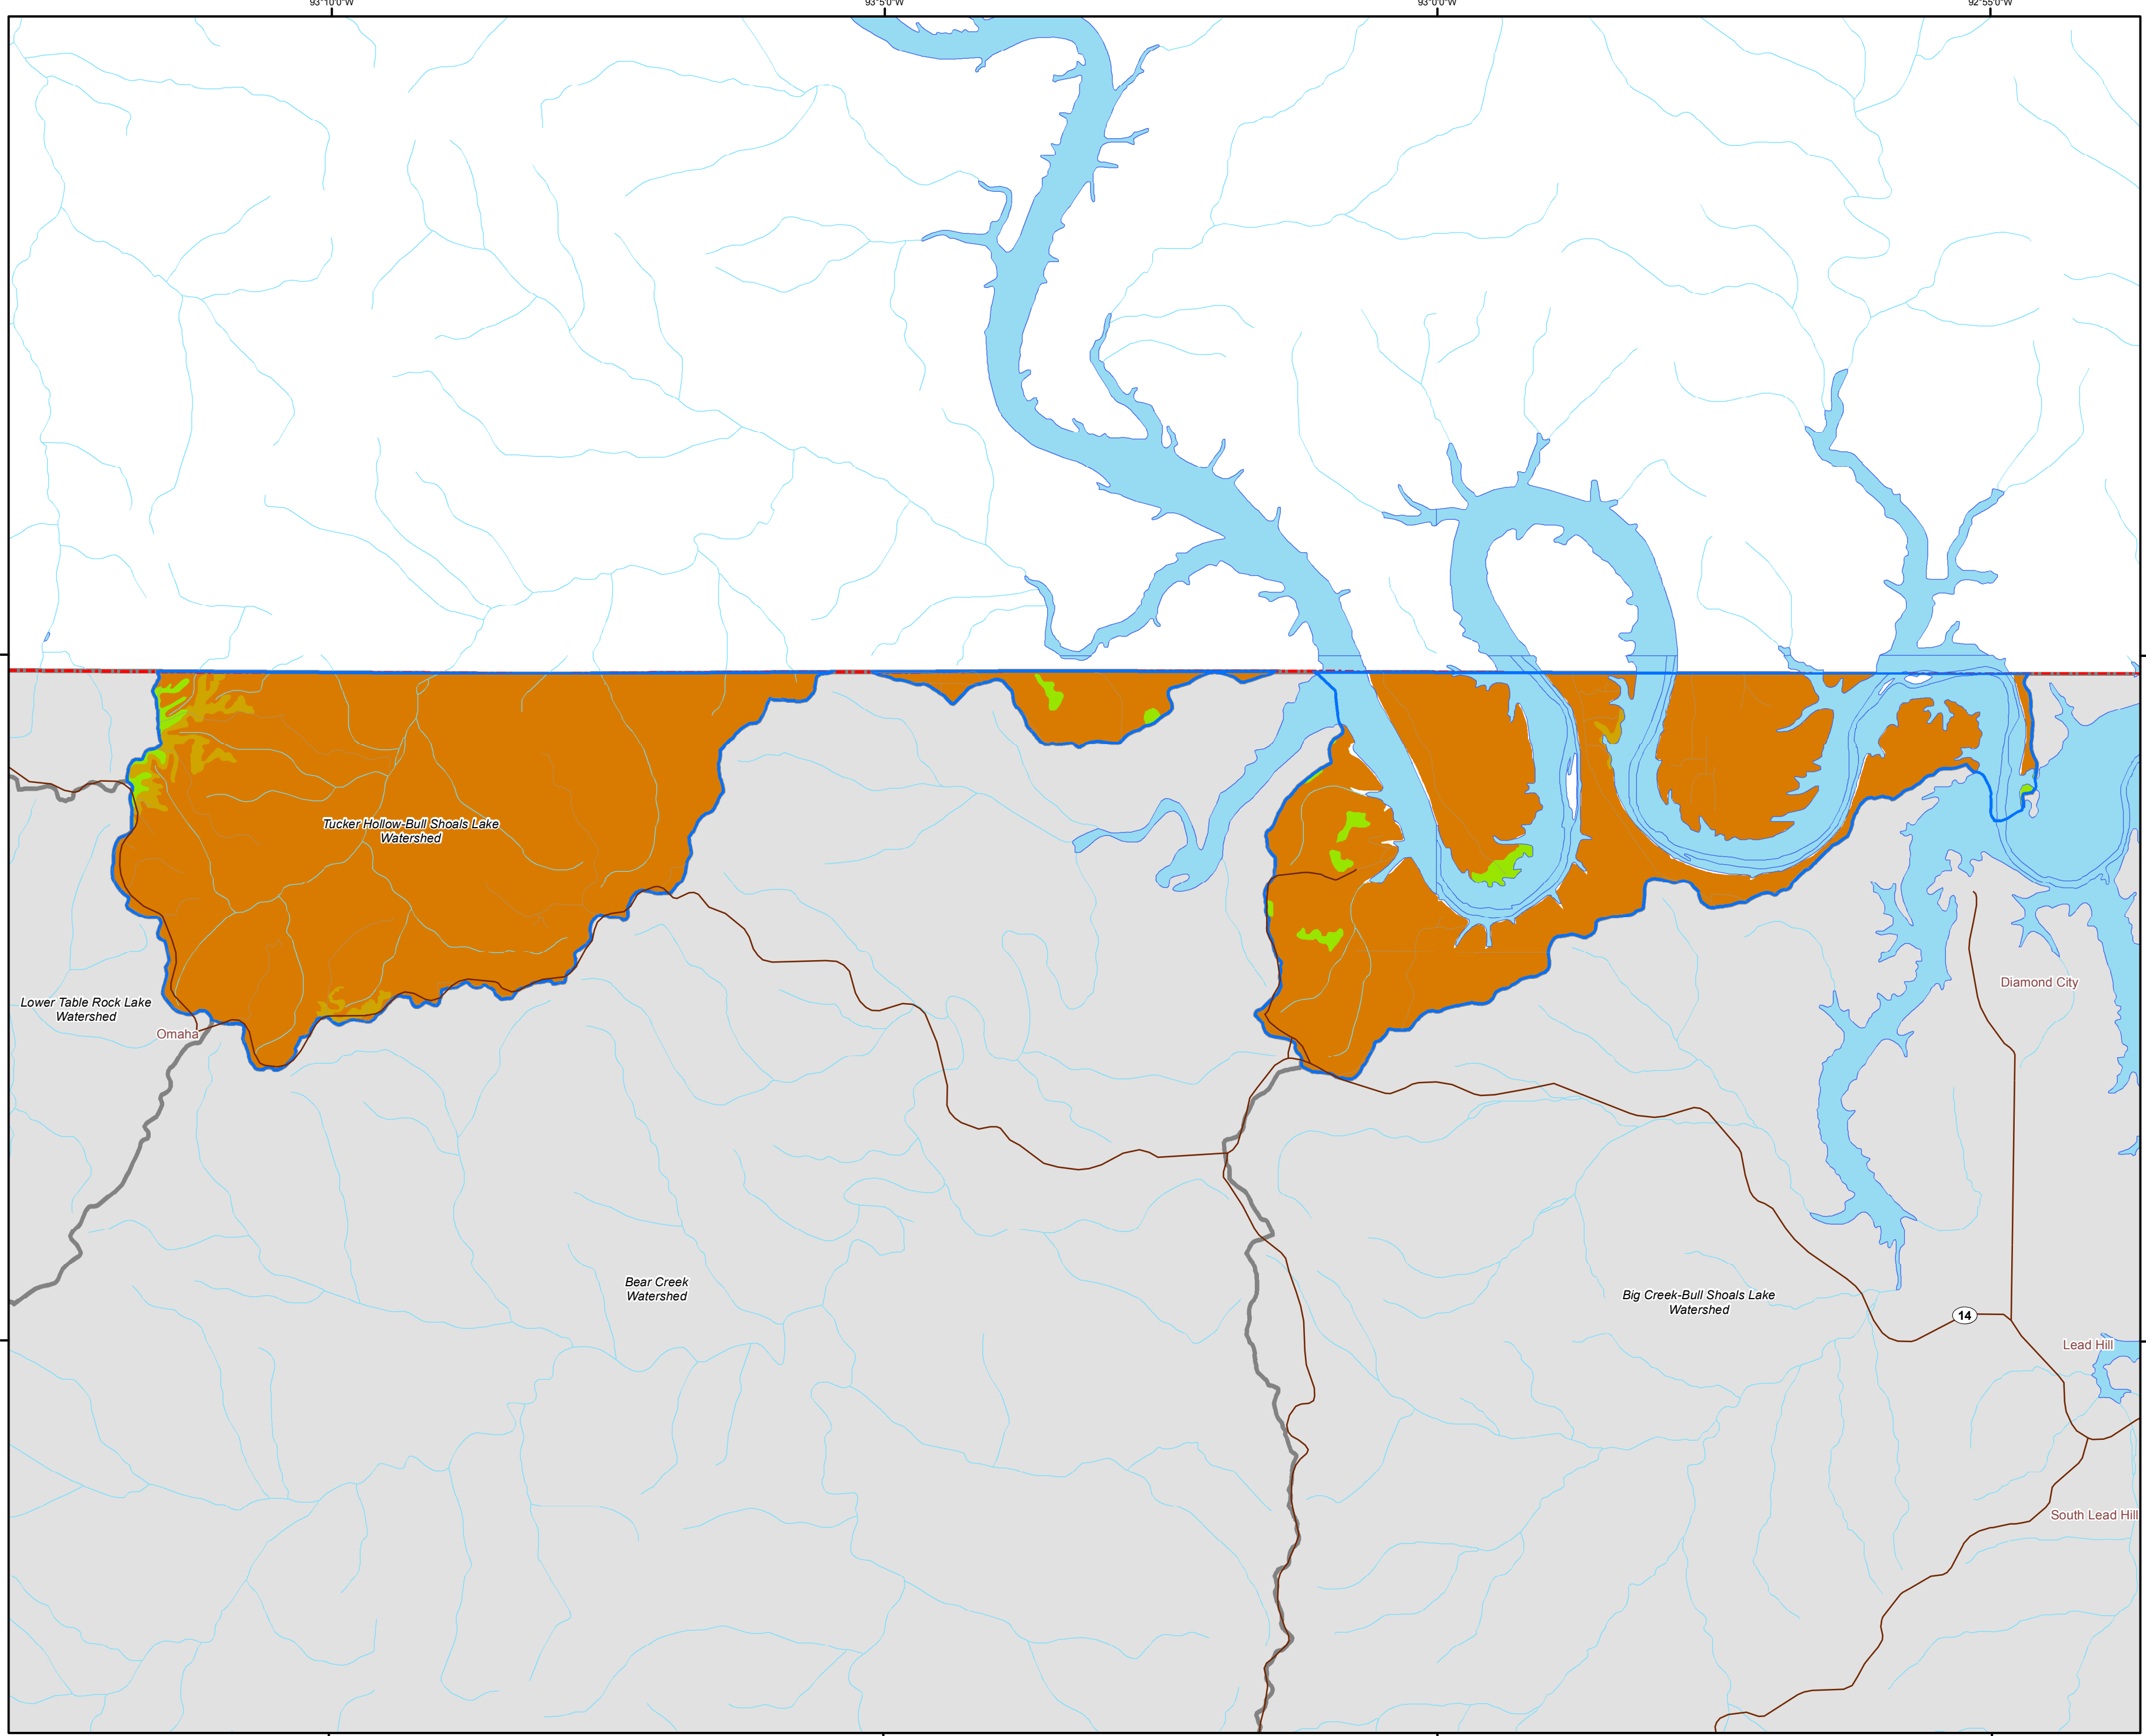 93°10'0"W
93°5'0"W
93°0'0"W
92°55'0"W
Tucker Hollow-Bull Shoals Lake
Watershed
Lower Table Rock Lake
Watershed
Omaha
Diamond City
Bear Creek
Watershed
Big Creek-Bull Shoals Lake
Watershed
14
Lead Hill
South Lead Hill